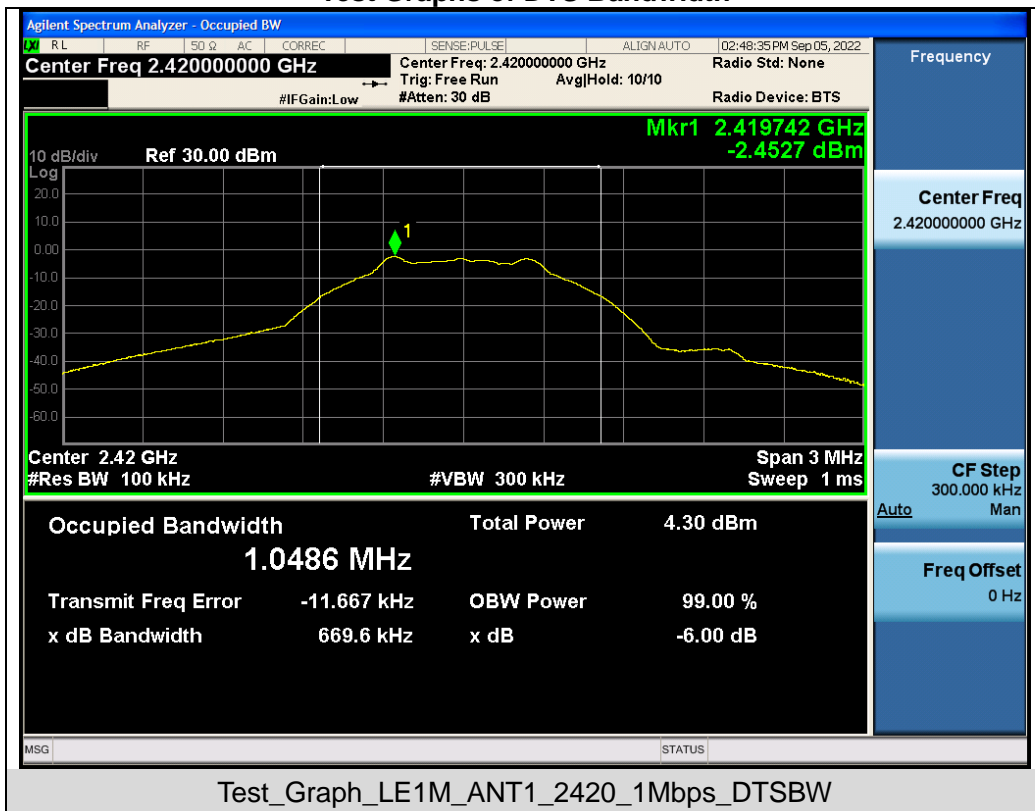 Test Graphs of DTS Bandwidth
Agilent Spectrum Analyzer - Occupied BW
LXI RL RF 50 Ω AC CORREC SENSE:PULSE ALIGN AUTO 02:48:35 PM Sep 05, 2022
Center Freq 2.420000000 GHz
Center Freq: 2.420000000 GHz
Radio Std: None
Trig: Free Run Avg|Hold: 10/10
#IFGain:Low #Atten: 30 dB Radio Device: BTS
Mkr1 2.419742 GHz
-2.4527 dBm
10 dB/div Ref 30.00 dBm
Log
20.0
10.0
0.00
-10.0
-20.0
-30.0
-40.0
-50.0
-60.0
1
Center 2.42 GHz Span 3 MHz
#Res BW 100 kHz #VBW 300 kHz Sweep 1 ms
Occupied Bandwidth Total Power 4.30 dBm
1.0486 MHz
Transmit Freq Error -11.667 kHz OBW Power 99.00 %
x dB Bandwidth 669.6 kHz x dB -6.00 dB
MSG STATUS
Frequency
Center Freq
2.420000000 GHz
CF Step
300.000 kHz
Auto Man
Freq Offset
0 Hz
Test_Graph_LE1M_ANT1_2420_1Mbps_DTSBW